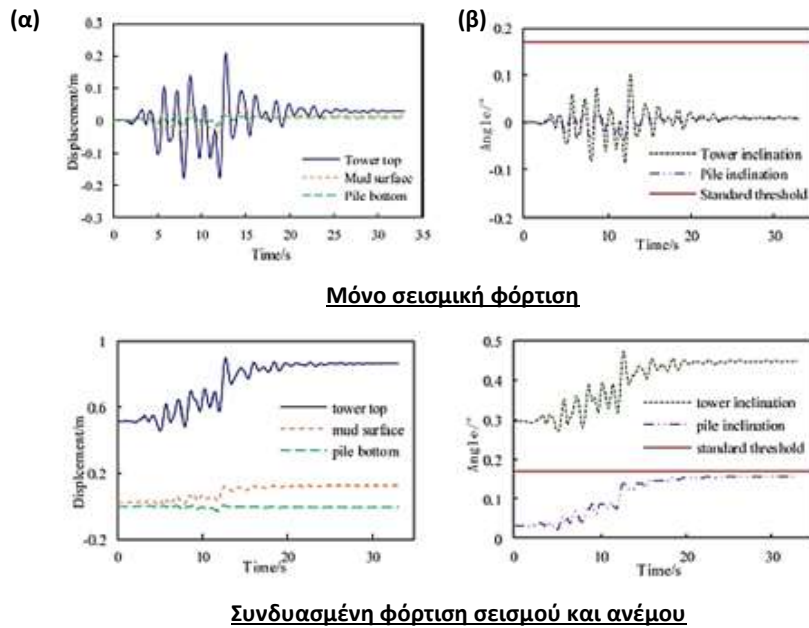 (α)
(β)
0.3
0.2
0.1
0
-0.1
-0.2
-0.3
Displacement/m
Tower top
Mud surface
Pile bottom
0 5 10 15 20 25 30 35
Time/s
0.2
0.1
0
-0.1
-0.2
Angle/°
Tower inclination
Pile inclination
Standard threshold
0 10 20 30
Time/s
Μόνο σεισμική φόρτιση
1
0.6
0.2
-0.2
Displcement/m
tower top
mud surface
pile bottom
0 10 20 30
Time/s
0.5
0.4
0.3
0.2
0.1
0
Angle/°
tower inclination
pile inclination
standard threshold
0 10 20 30
Time/s
Συνδυασμένη φόρτιση σεισμού και ανέμου